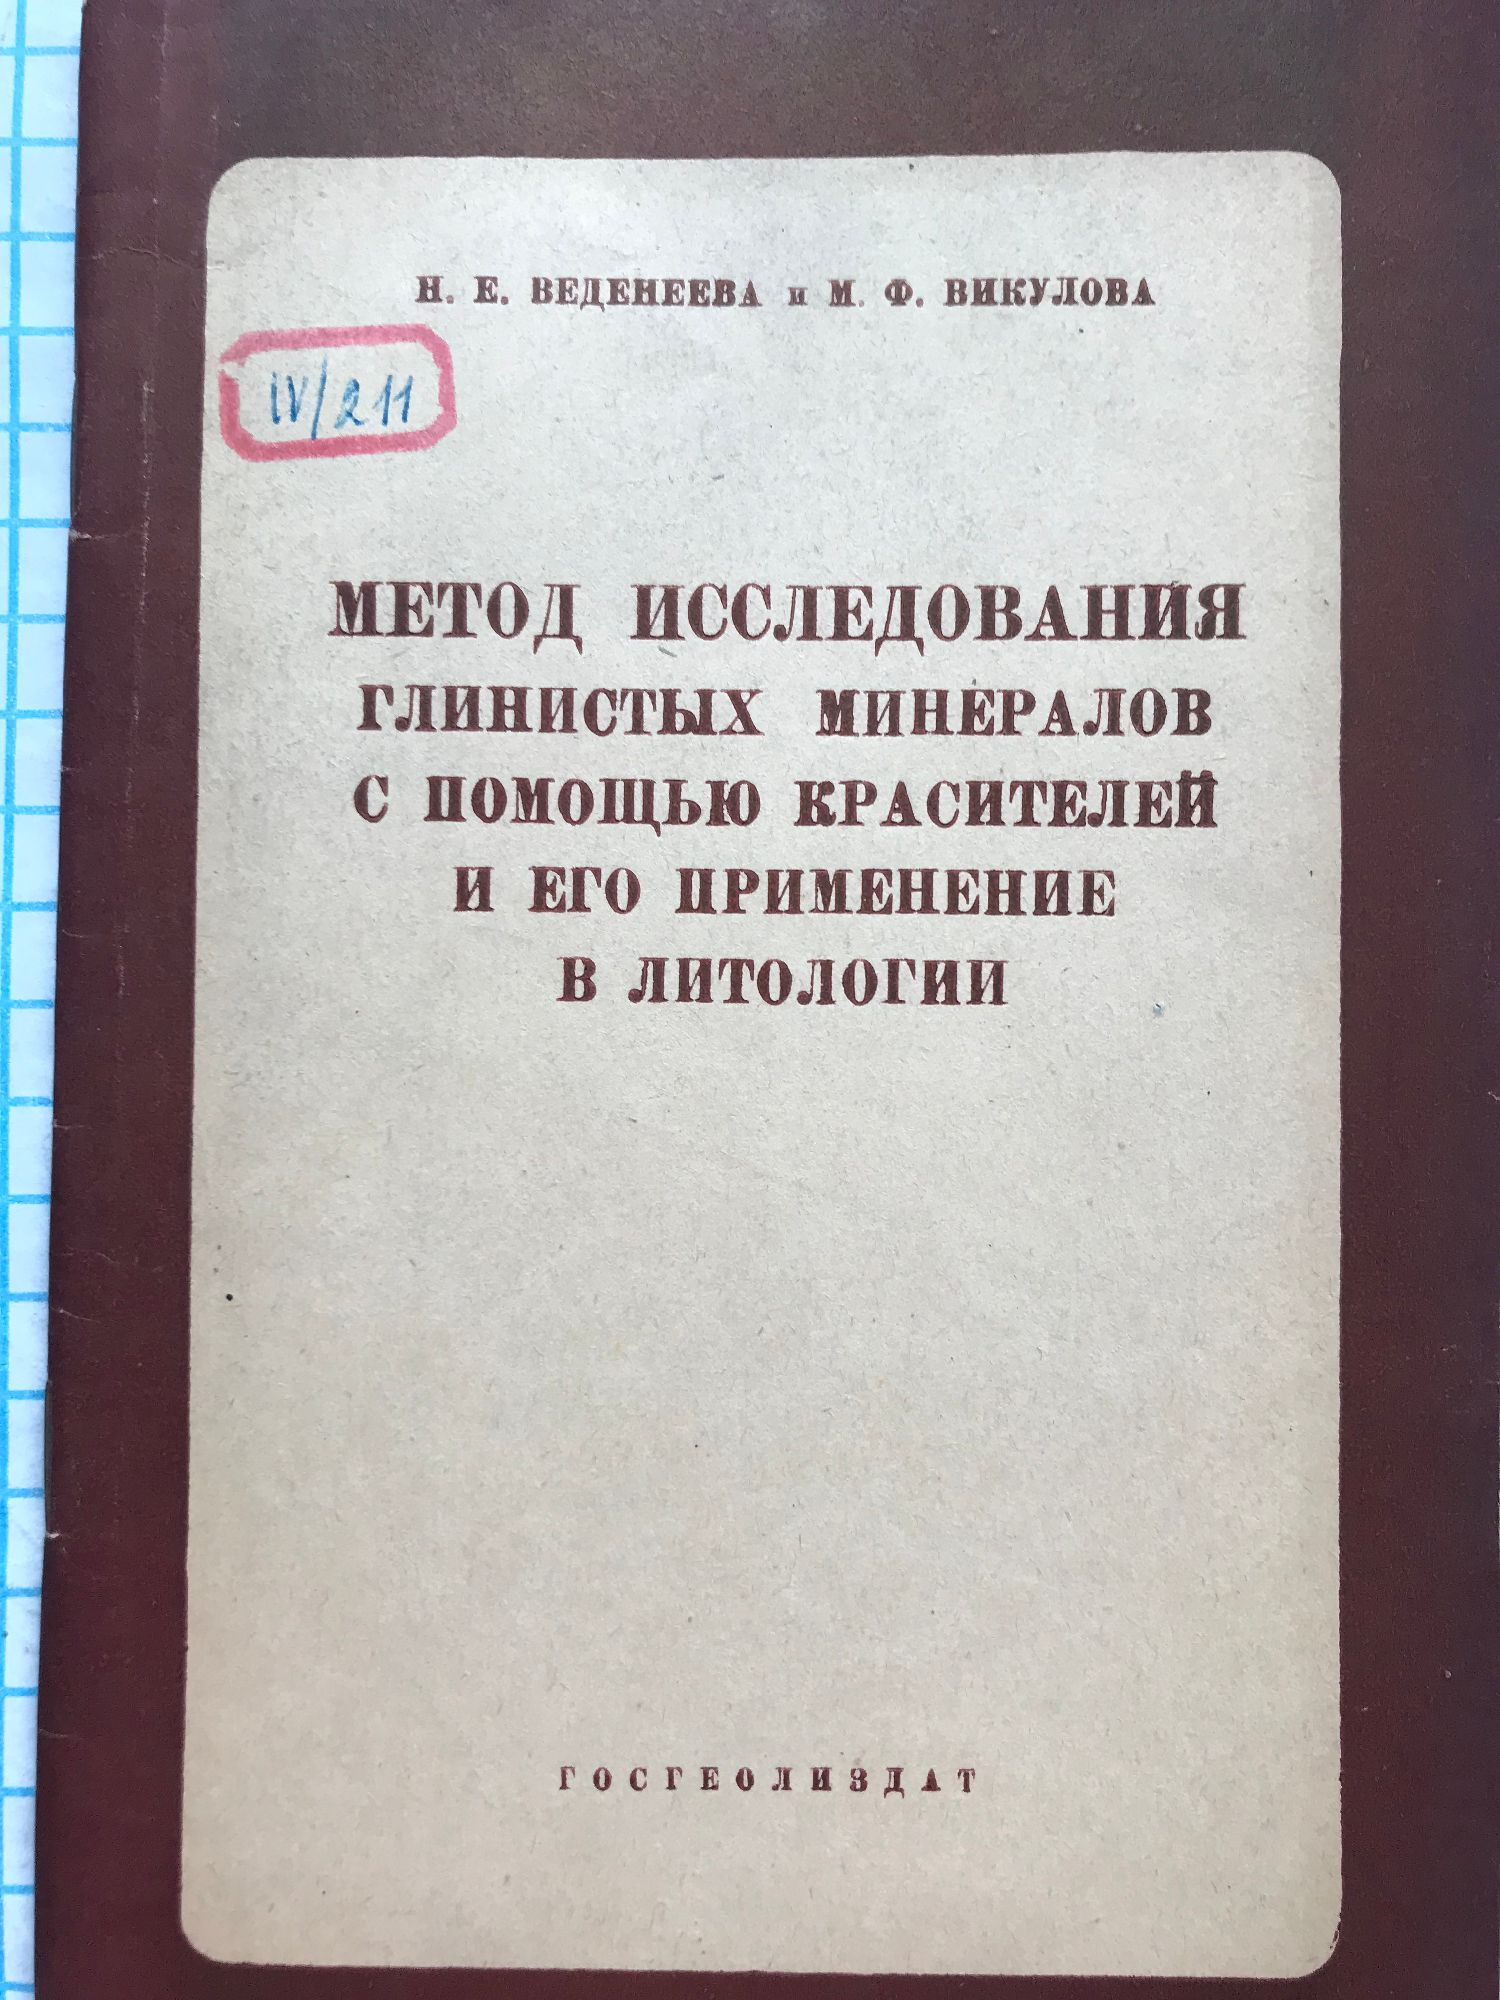 Н. Е. ВЕДЕНЕЕВА и М. Ф. ВИКУЛОВА
IV/211
МЕТОД ИССЛЕДОВАНИЯ
ГЛИНИСТЫХ МИНЕРАЛОВ
С ПОМОЩЬЮ КРАСИТЕЛЕЙ
И ЕГО ПРИМЕНЕНИЕ
В ЛИТОЛОГИИ
ГОСГЕОЛИЗДАТ